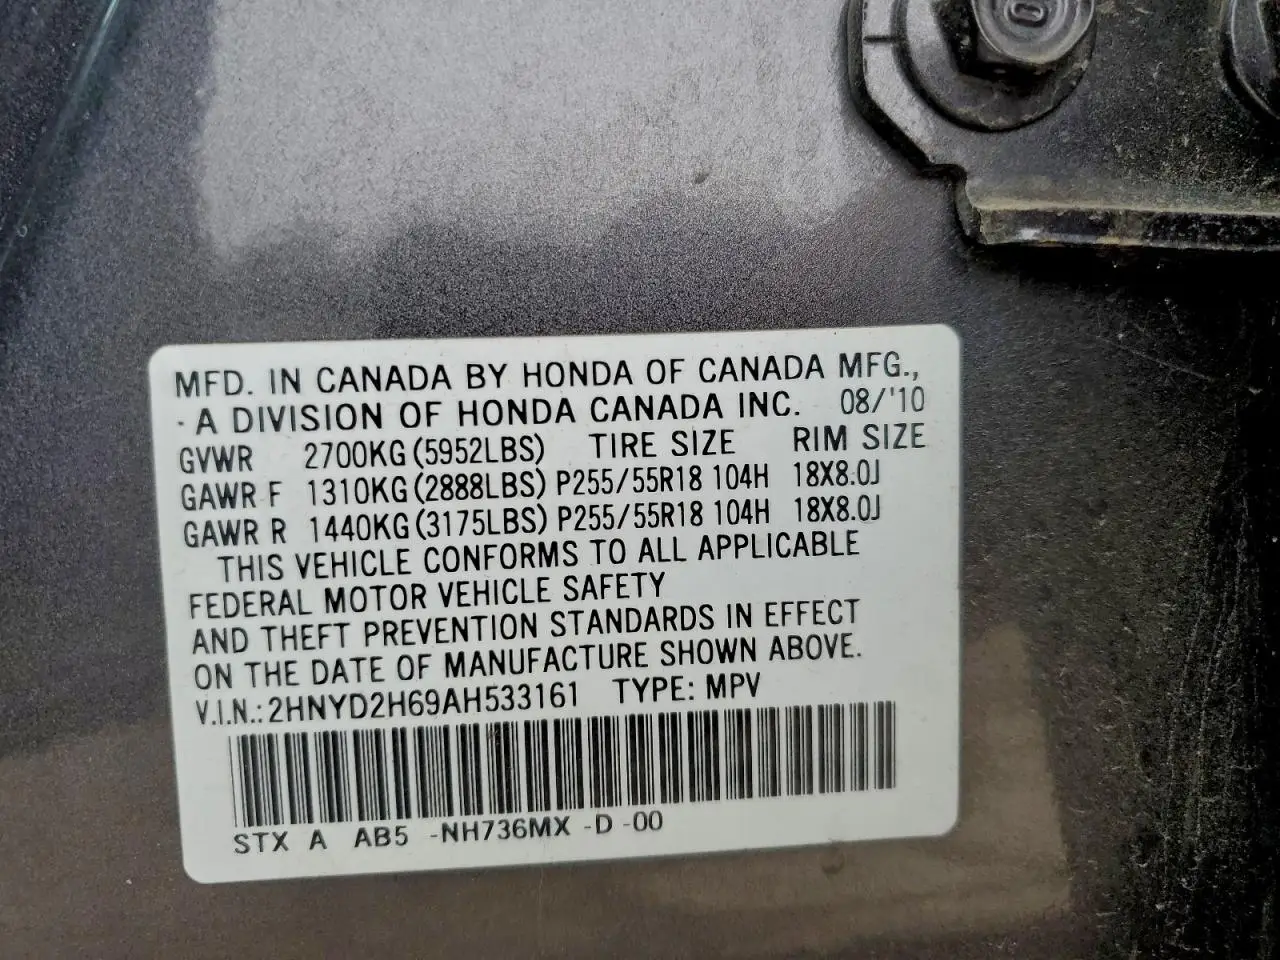 MFD. IN CANADA BY HONDA OF CANADA MFG.,
A DIVISION OF HONDA CANADA INC. 08/'10
GVWR 2700KG (5952LBS) TIRE SIZE RIM SIZE
GAWR F 1310KG (2888LBS) P255/55R18 104H 18X8.0J
GAWR R 1440KG (3175LBS) P255/55R18 104H 18X8.0J
THIS VEHICLE CONFORMS TO ALL APPLICABLE
FEDERAL MOTOR VEHICLE SAFETY
AND THEFT PREVENTION STANDARDS IN EFFECT
ON THE DATE OF MANUFACTURE SHOWN ABOVE.
V.I.N.: 2HNYD2H69AH533161 TYPE: MPV
STX A AB5 -NH736MX -D -00